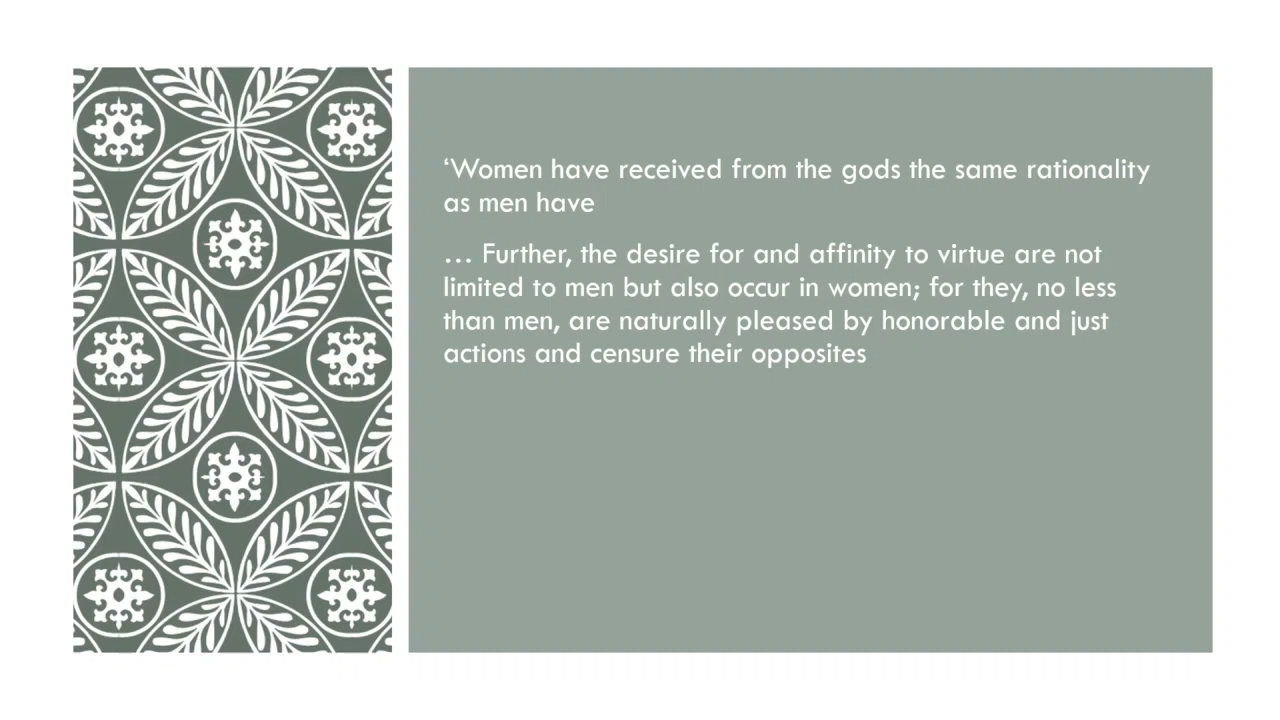 ‘Women have received from the gods the same rationality
as men have
… Further, the desire for and affinity to virtue are not
limited to men but also occur in women; for they, no less
than men, are naturally pleased by honorable and just
actions and censure their opposites